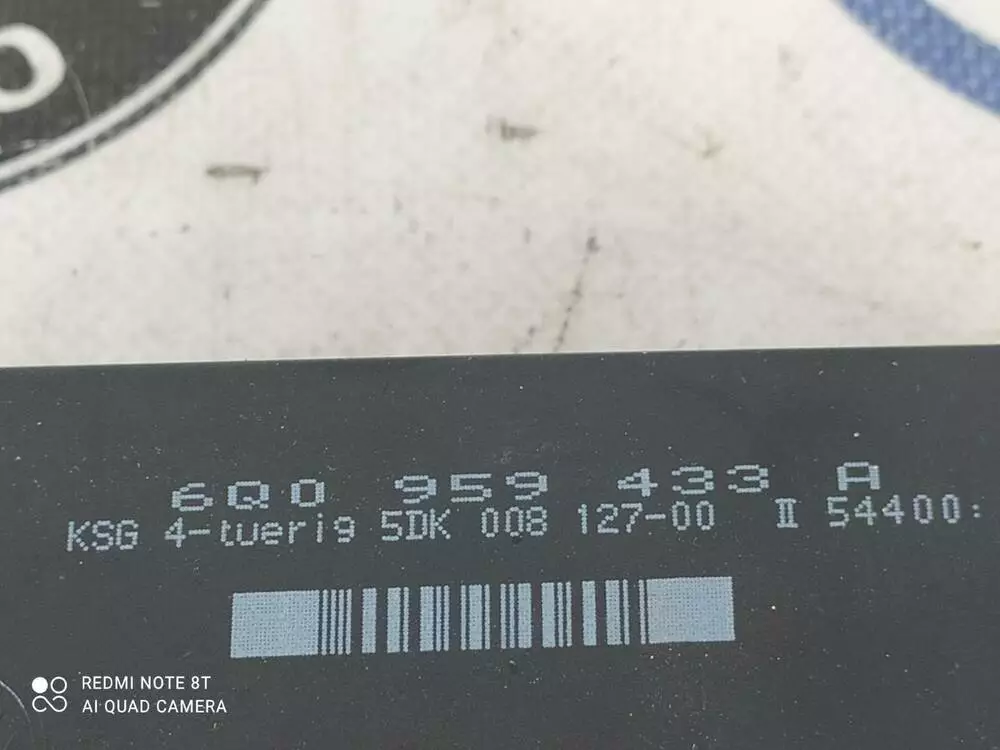 6Q0 959 433 A
KSG 4-tuerig 5DK 008 127-00 II 54400:
REDMI NOTE 8T
AI QUAD CAMERA